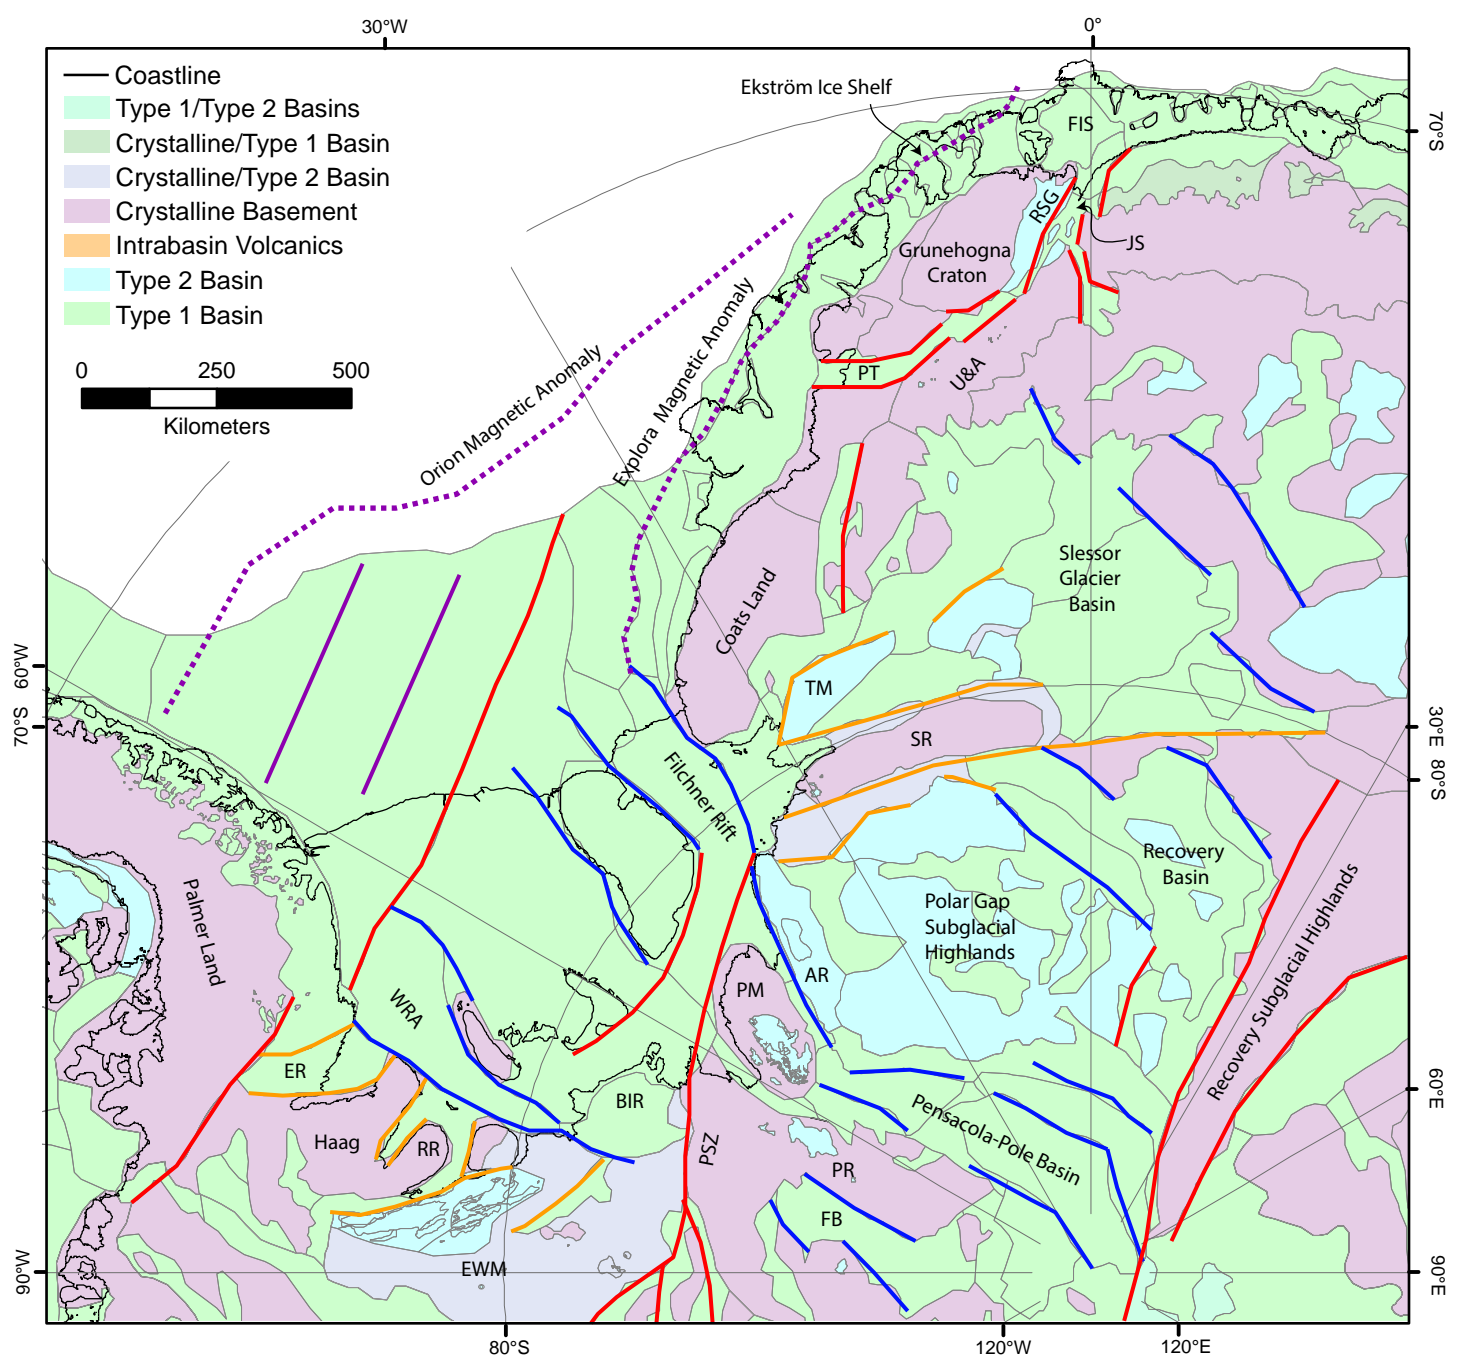 30°W
0°
Coastline
Type 1/Type 2 Basins
Crystalline/Type 1 Basin
Crystalline/Type 2 Basin
Crystalline Basement
Intrabasin Volcanics
Type 2 Basin
Type 1 Basin
0 250 500
Kilometers
Ekström Ice Shelf
FIS
70°S
RSG
JS
Grunehogna
Craton
PT
U&A
Orion Magnetic Anomaly
Explora Magnetic Anomaly
Slessor
Glacier
Basin
Coats Land
TM
SR
60°W
70°S
30°E
80°S
Filchner Rift
Recovery
Basin
Polar Gap
Subglacial
Highlands
Palmer Land
AR
PM
WRA
Recovery Subglacial Highlands
ER
BIR
60°E
Pensacola-Pole Basin
Haag
RR
PSZ
PR
FB
EWM
90°W
90°E
80°S
120°W
120°E